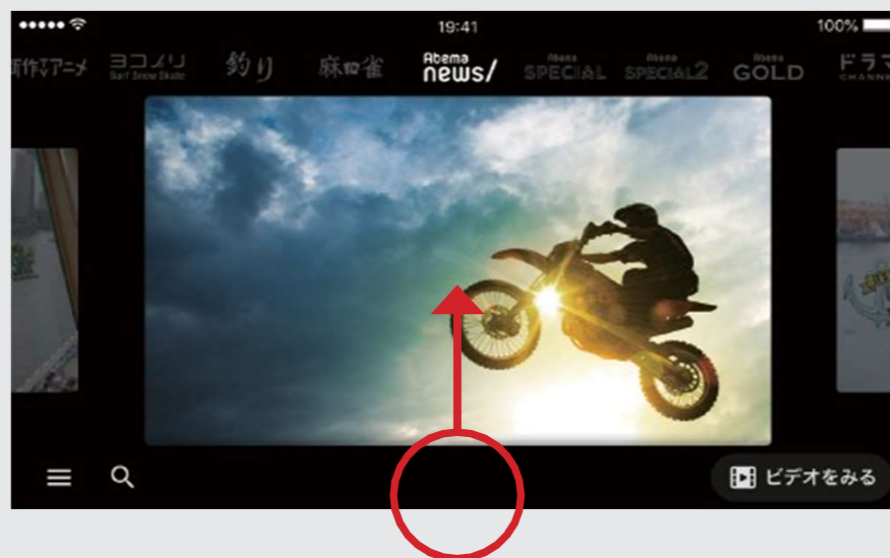 19:41
100%
新作TVアニメ
ヨコノリ
Surf Snow Skate
釣り
麻雀
Abema
news/
Abema
SPECIAL
Abema
SPECIAL2
Abema
GOLD
ドラマ
ビデオをみる